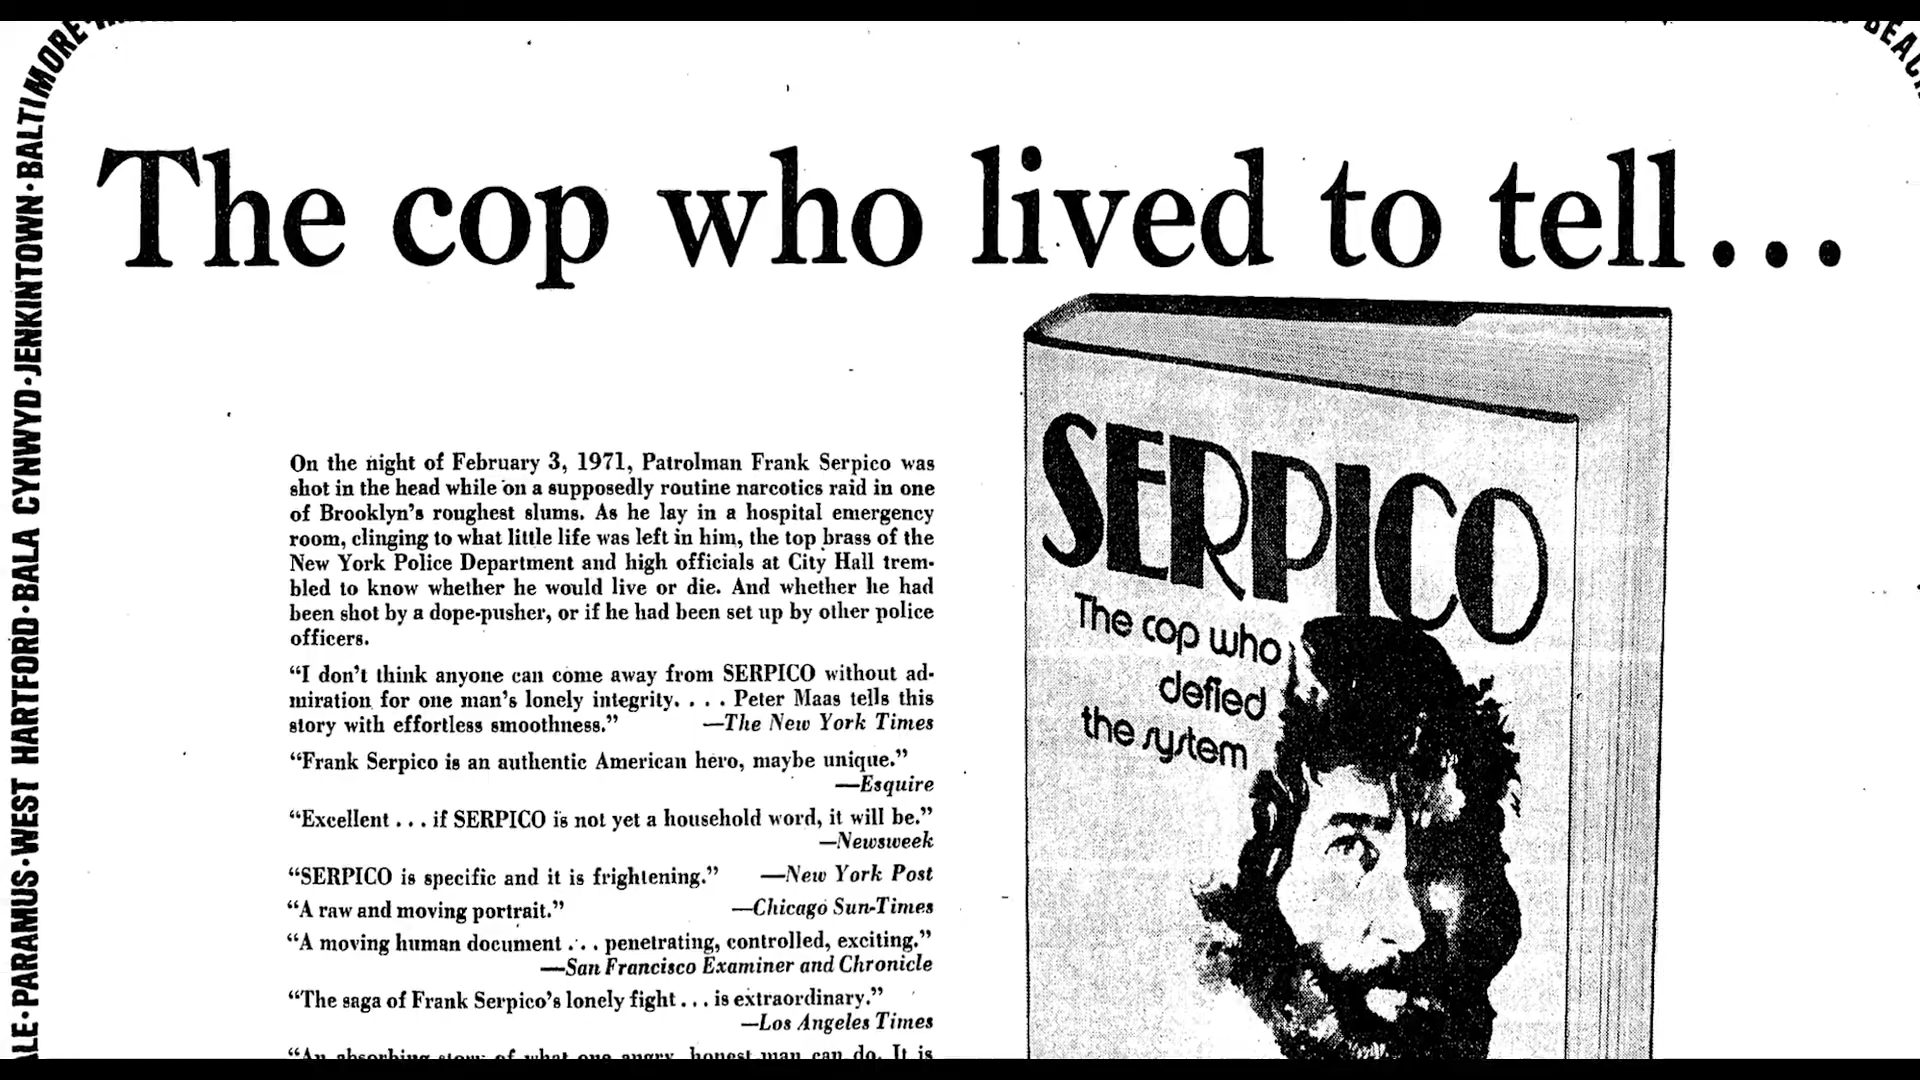 The cop who lived to tell...
On the night of February 3, 1971, Patrolman Frank Serpico was
shot in the head while on a supposedly routine narcotics raid in one
of Brooklyn's roughest slums. As he lay in a hospital emergency
room, clinging to what little life was left in him, the top brass of the
New York Police Department and high officials at City Hall trem-
bled to know whether he would live or die. And whether he had
been shot by a dope-pusher, or if he had been set up by other police
officers.
“I don't think anyone can come away from SERPICO without ad-
miration for one man's lonely integrity. . . . Peter Maas tells this
story with effortless smoothness.” —The New York Times
“Frank Serpico is an authentic American hero, maybe unique.”
—Esquire
“Excellent . . . if SERPICO is not yet a household word, it will be.”
—Newsweek
“SERPICO is specific and it is frightening.” —New York Post
“A raw and moving portrait.” —Chicago Sun-Times
“A moving human document . . . penetrating, controlled, exciting.”
—San Francisco Examiner and Chronicle
“The saga of Frank Serpico's lonely fight . . . is extraordinary.”
—Los Angeles Times
“An absorbing story of what one angry, honest man can do. It is
SERPICO
The cop who
defied
the system
PARAMUS•WEST HARTFORD•BALA CYNWYD•JENKINTOWN•BALTIMORE